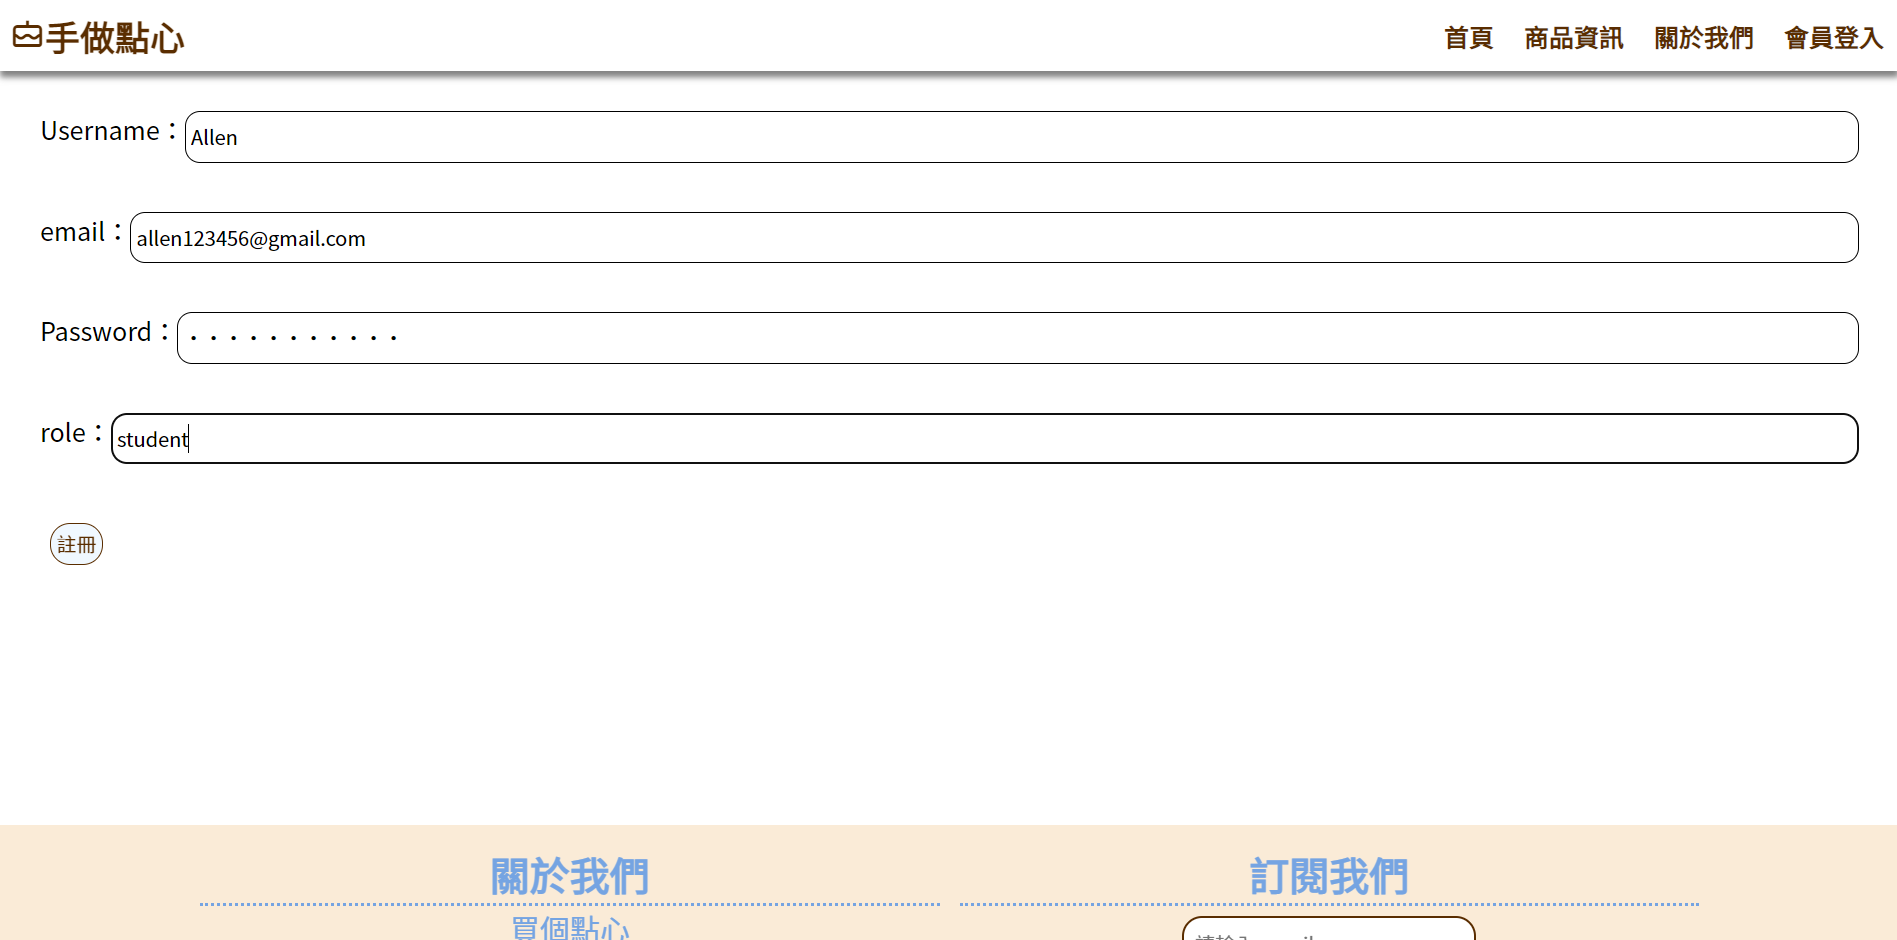 手做點心
首頁 商品資訊 關於我們 會員登入
Username：Allen
email：allen123456@gmail.com
Password：• • • • • • • • • • •
role：student
註冊
關於我們
訂閱我們
買個點心